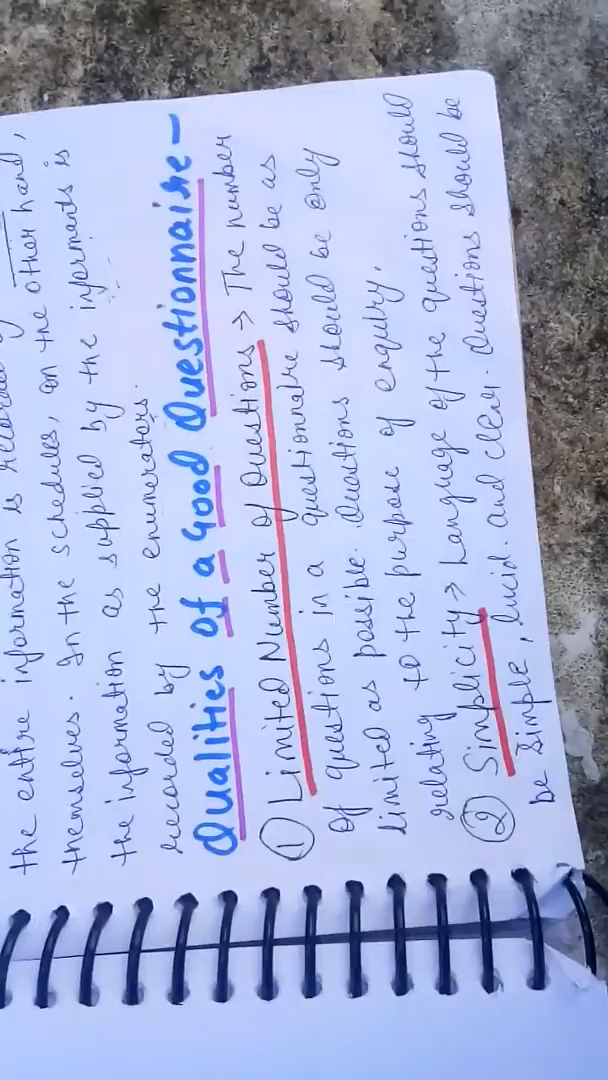 the entire information is recorded
themselves. In the schedules, on the other hand,
the information as supplied by the informants is
recorded by the enumerators.
Qualities of a Good Questionnaire -
① Limited Number of Questions → The number
of questions in a questionnaire should be as
limited as possible. Questions should be only
relating to the purpose of enquiry.
② Simplicity → Language of the questions should
be simple, lucid. and clear. Questions should be